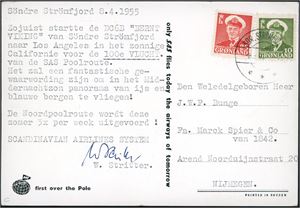 Söndre Strömfjord 8.4.1955
Zojuist startte de DC6B "BERNT
VIKING" van Söndre Strömfjord
naar Los Angeles in het zonnige
Californie voor de 100e VLUCHT
van de SAS Poolroute.
Het zal een fantastische ge-
waarwording zijn om in het Mid-
dernachtzon panorama van ijs en
blauwe bergen te vliegen!
De Noordpoolroute wordt deze
zomer 3x per week uitgevoerd :
SCANDINAVIAN AIRLINES SYSTEM
W. Stritter.
first over the Pole
only SAS flies today the airways of tomorrow
GRØNLAND
GRØNLAND
10
Den Weledelgeboren Heer
J.W.P. Dunge
Fa. Marck Spier & Co
van 1842.
Arend Noorduijnstraat 20
NIJMEGEN.